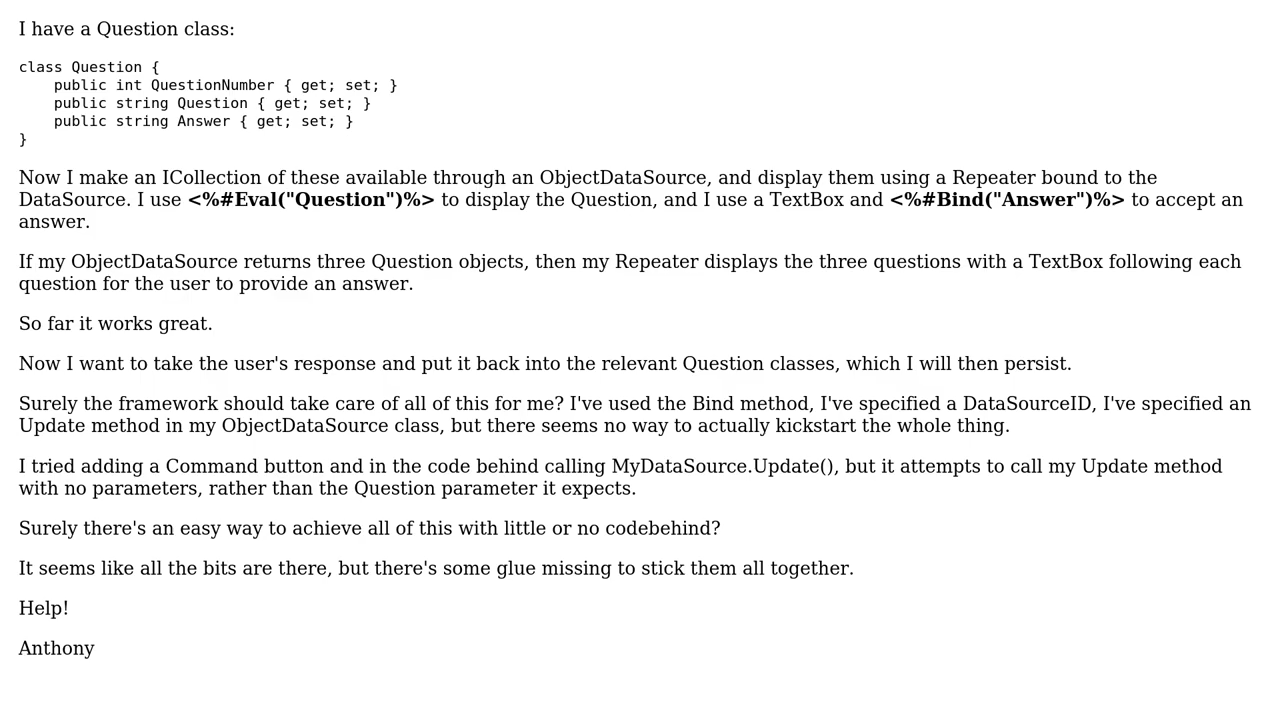 I have a Question class:
class Question {
    public int QuestionNumber { get; set; }
    public string Question { get; set; }
    public string Answer { get; set; }
}
Now I make an ICollection of these available through an ObjectDataSource, and display them using a Repeater bound to the
DataSource. I use <%#Eval("Question")%> to display the Question, and I use a TextBox and <%#Bind("Answer")%> to accept an
answer.
If my ObjectDataSource returns three Question objects, then my Repeater displays the three questions with a TextBox following each
question for the user to provide an answer.
So far it works great.
Now I want to take the user's response and put it back into the relevant Question classes, which I will then persist.
Surely the framework should take care of all of this for me? I've used the Bind method, I've specified a DataSourceID, I've specified an
Update method in my ObjectDataSource class, but there seems no way to actually kickstart the whole thing.
I tried adding a Command button and in the code behind calling MyDataSource.Update(), but it attempts to call my Update method
with no parameters, rather than the Question parameter it expects.
Surely there's an easy way to achieve all of this with little or no codebehind?
It seems like all the bits are there, but there's some glue missing to stick them all together.
Help!
Anthony